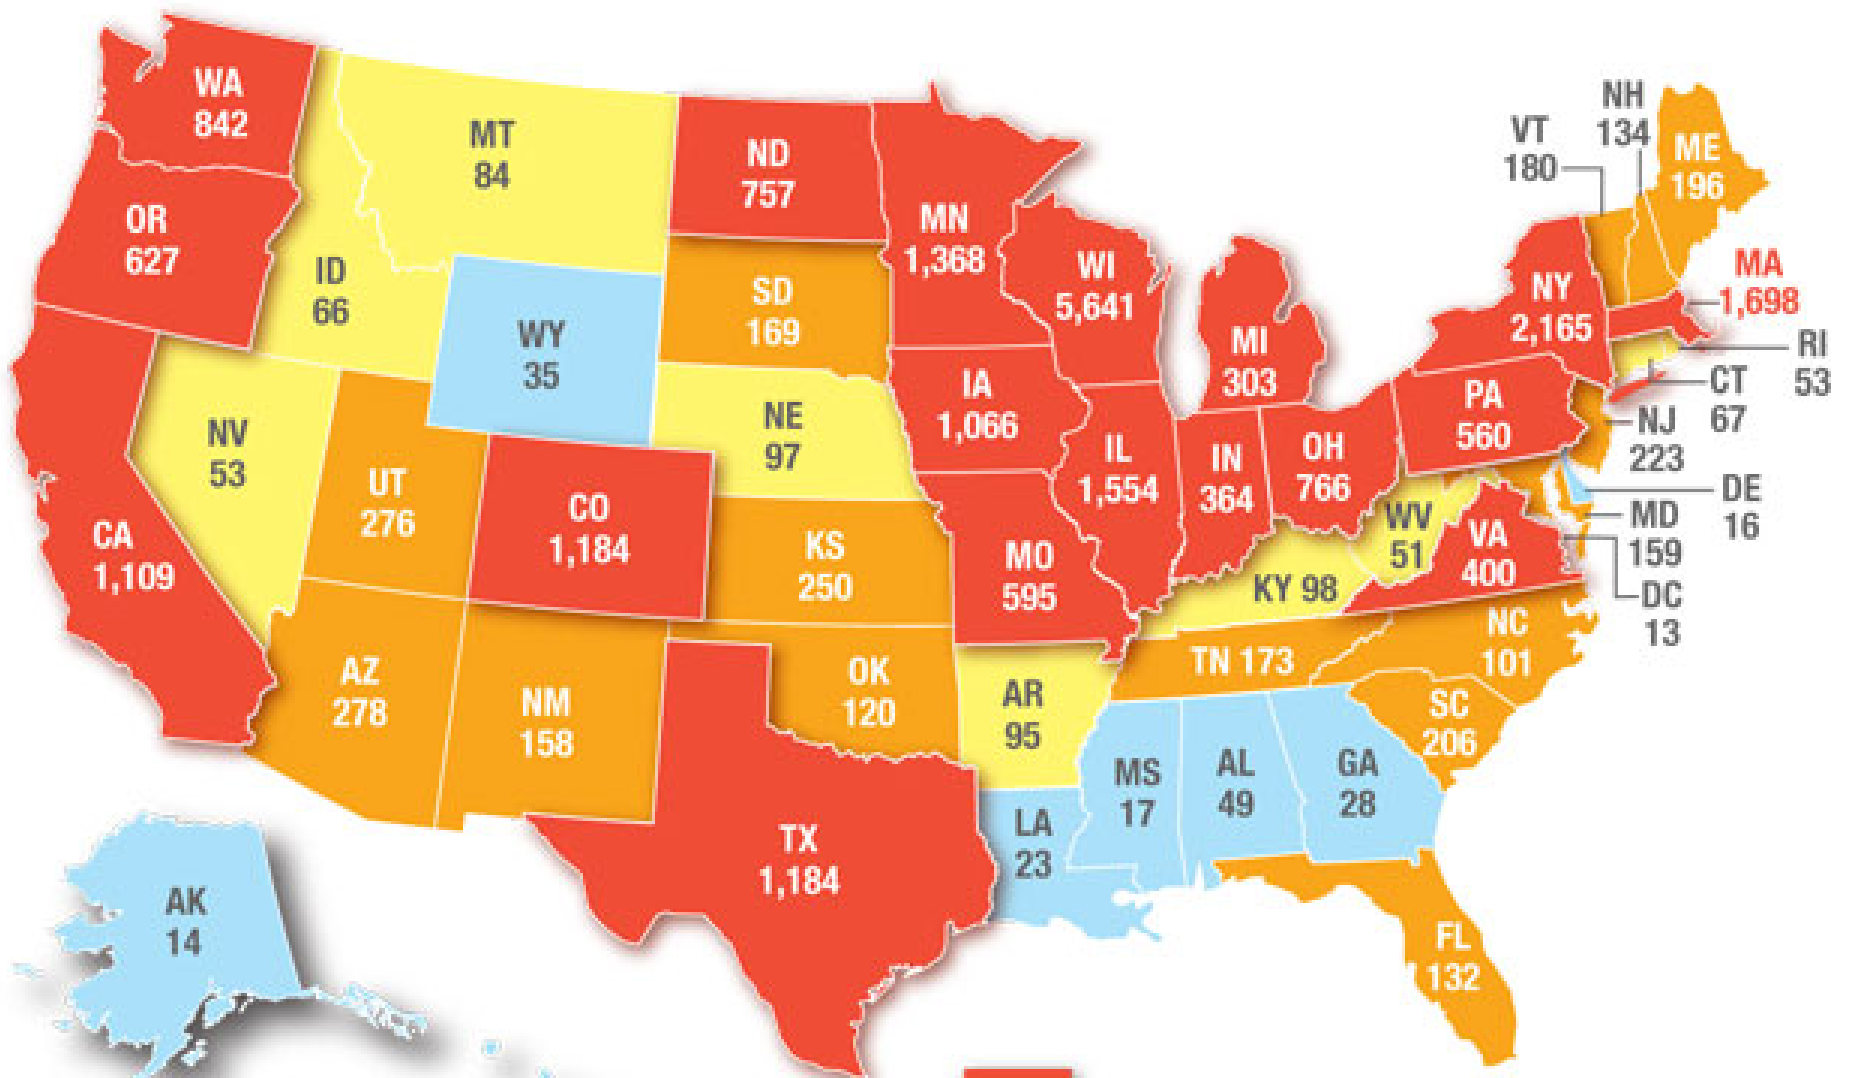 WA
842
MT
84
ND
757
MN
1,368
OR
627
ID
66
WY
35
SD
169
WI
5,641
MI
303
VT
180
NH
134
ME
196
NY
2,165
MA
1,698
RI
53
CT
67
NJ
223
PA
560
DE
16
MD
159
DC
13
NV
53
UT
276
CO
1,184
NE
97
IA
1,066
IL
1,554
IN
364
OH
766
WV
51
VA
400
CA
1,109
KS
250
MO
595
KY 98
AZ
278
NM
158
OK
120
AR
95
TN 173
NC
101
SC
206
TX
1,184
LA
23
MS
17
AL
49
GA
28
FL
132
AK
14